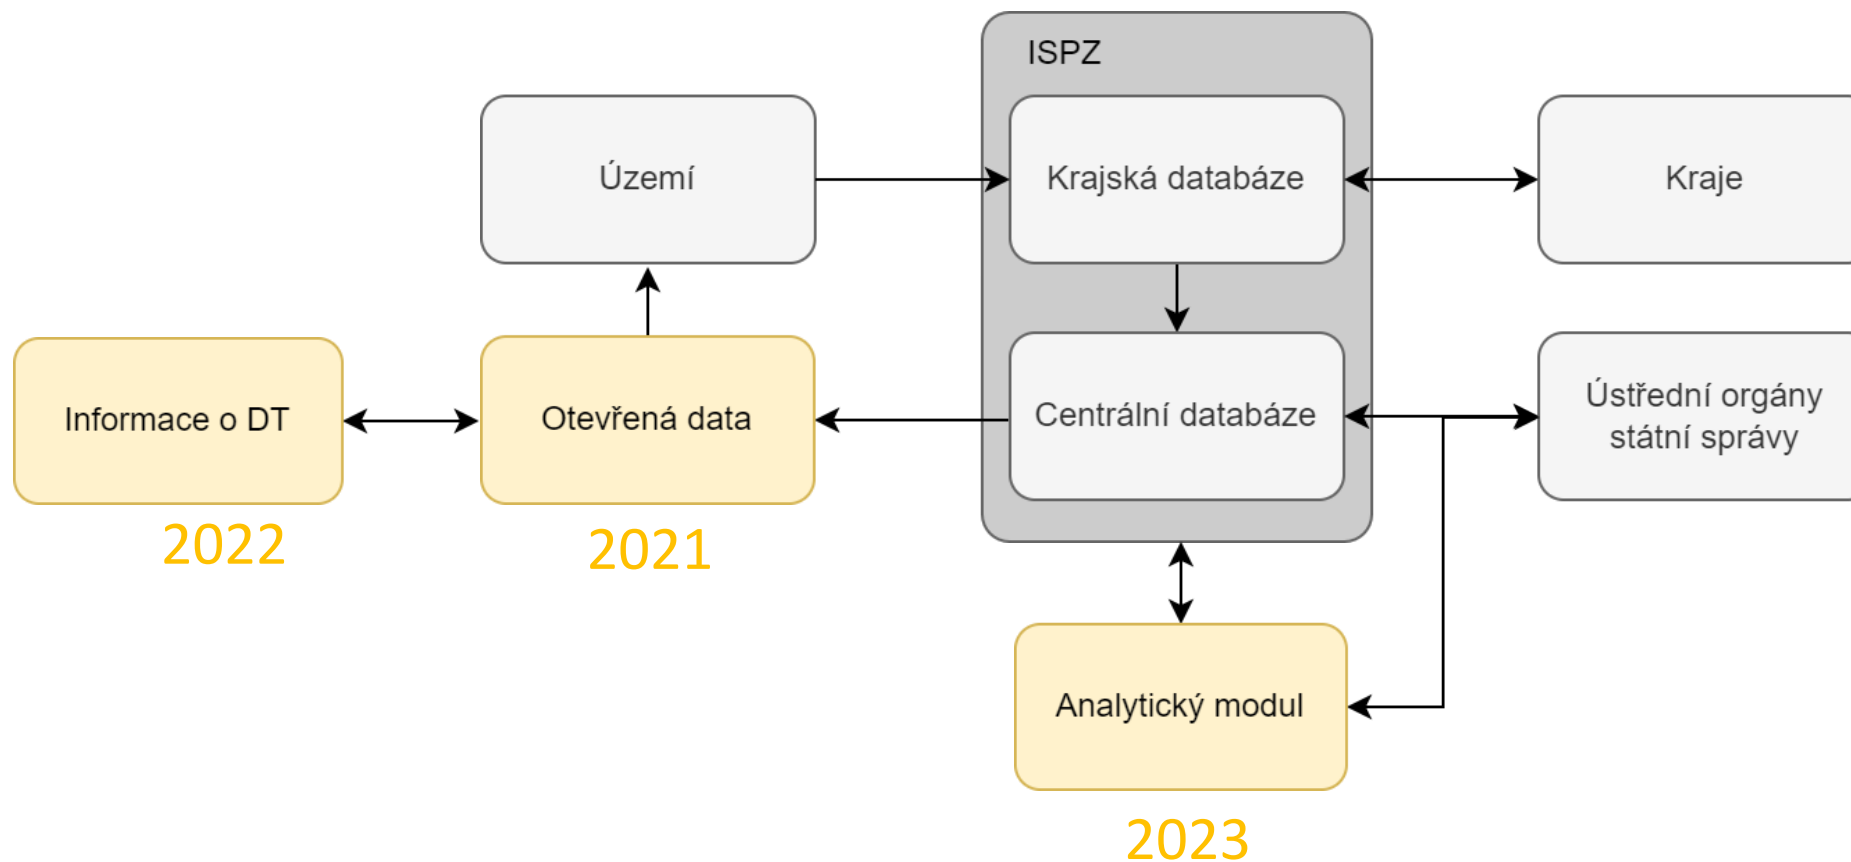 ISPZ
Území
Krajská databáze
Kraje
Informace o DT
Otevřená data
Centrální databáze
Ústřední orgány
státní správy
2022
2021
Analytický modul
2023